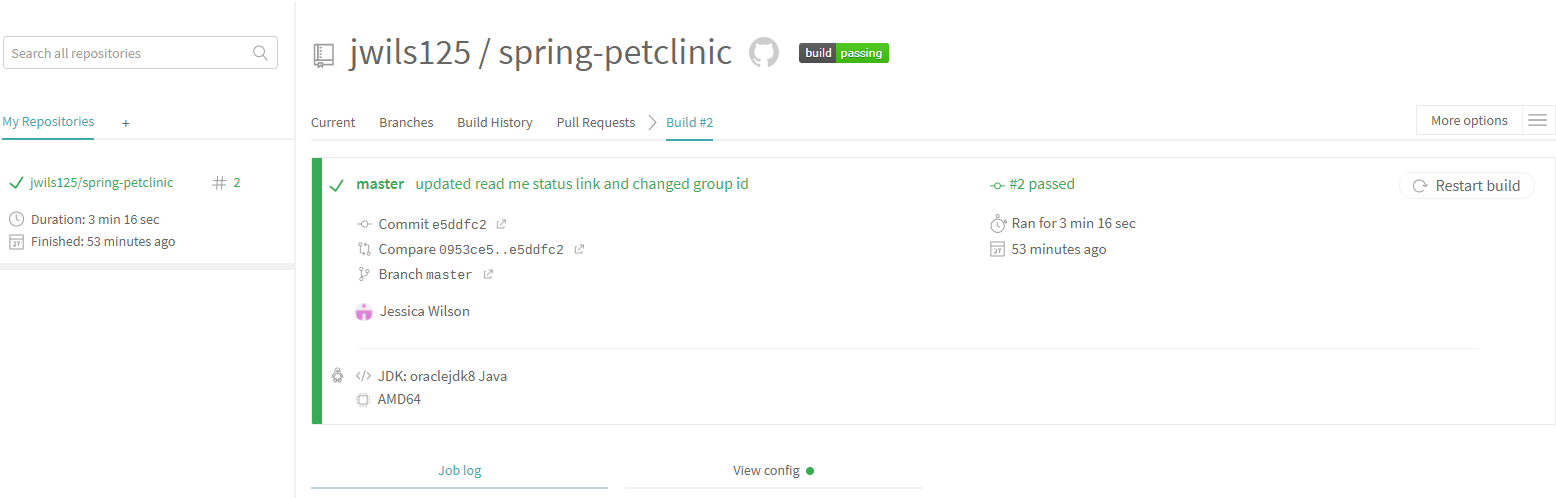 Search all repositories
My Repositories +
jwils125/spring-petclinic # 2
Duration: 3 min 16 sec
27 Finished: 53 minutes ago
jwils125 / spring-petclinic build passing
Current Branches Build History Pull Requests Build #2 More options
master updated read me status link and changed group id #2 passed Restart build
Commit e5ddfc2 Ran for 3 min 16 sec
Compare 0953ce5..e5ddfc2 27 53 minutes ago
Branch master
Jessica Wilson
</> JDK: oraclejdk8 Java
AMD64
Job log View config